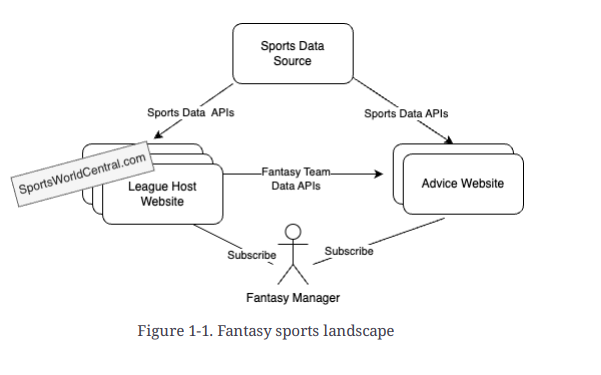 Sports Data
Source
Sports Data APIs
Sports Data APIs
SportsWorldCentral.com
League Host
Website
Fantasy Team
Data APIs
Advice Website
Subscribe
Subscribe
Fantasy Manager
Figure 1-1. Fantasy sports landscape